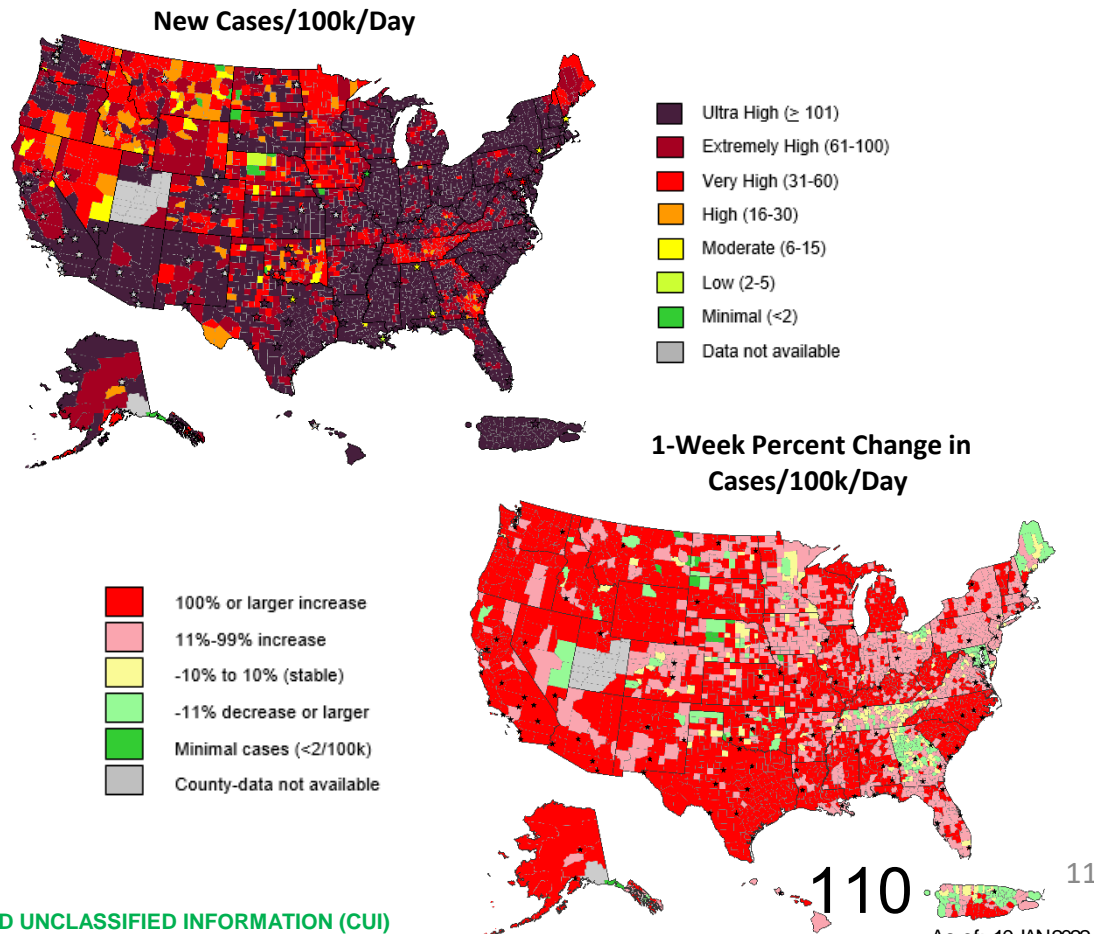 New Cases/100k/Day
Ultra High (≥ 101)
Extremely High (61-100)
Very High (31-60)
High (16-30)
Moderate (6-15)
Low (2-5)
Minimal (<2)
Data not available
1-Week Percent Change in
Cases/100k/Day
100% or larger increase
11%-99% increase
-10% to 10% (stable)
-11% decrease or larger
Minimal cases (<2/100k)
County-data not available
110
11
D UNCLASSIFIED INFORMATION (CUI)